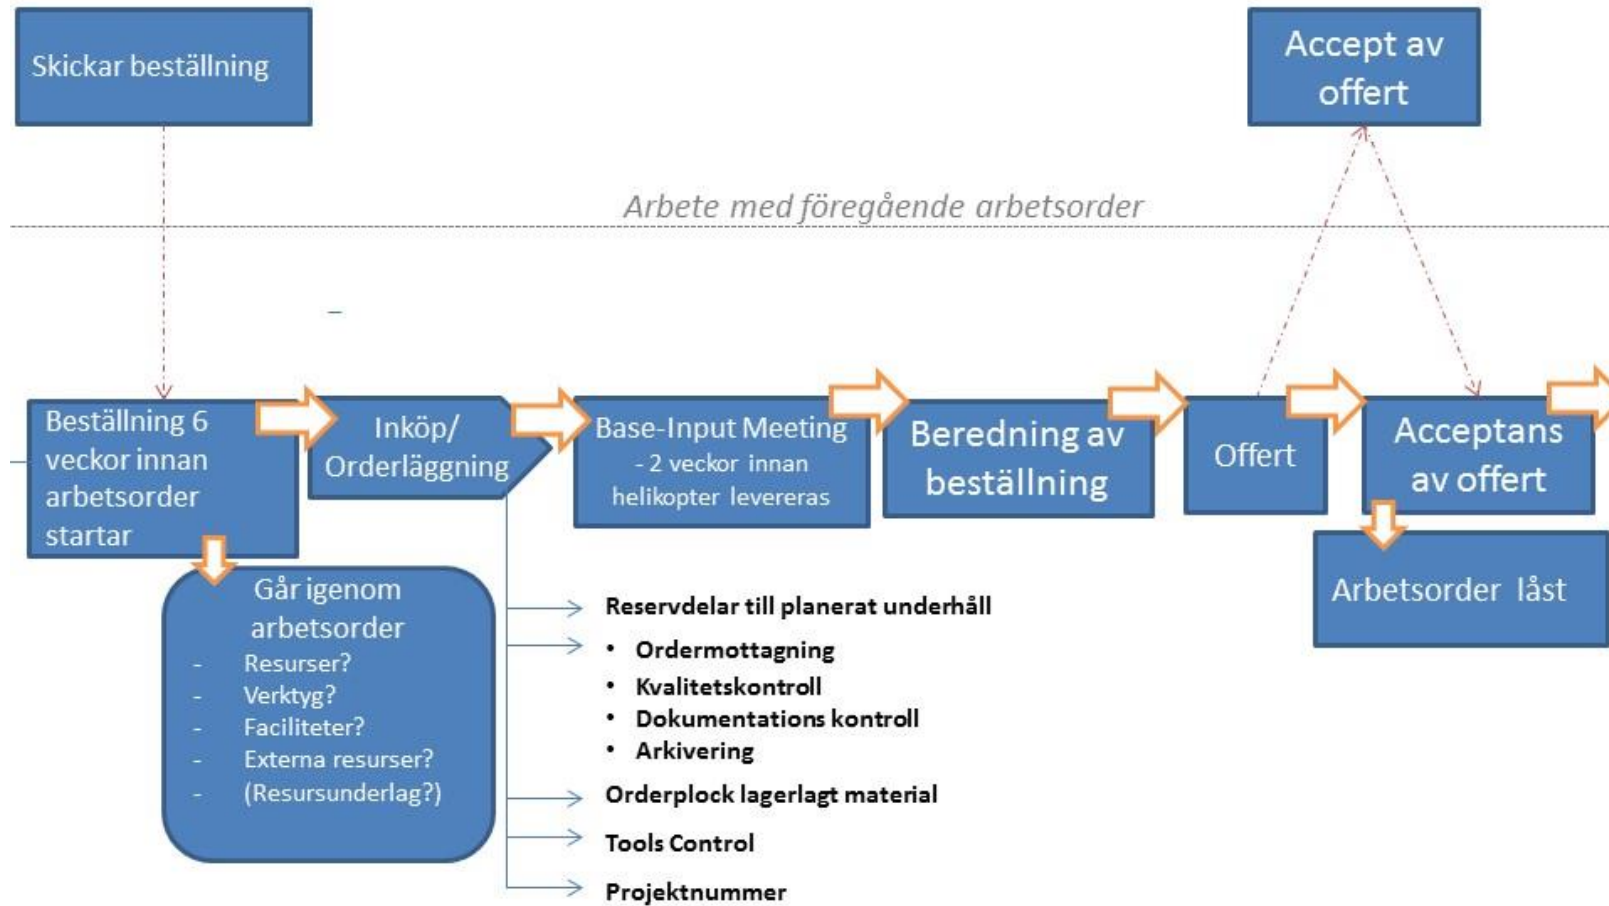 Skickar beställning
Accept av
offert
Arbete med föregående arbetsorder
Beställning 6
veckor innan
arbetsorder
startar
Inköp/
Orderläggning
Base-Input Meeting
- 2 veckor innan
helikopter levereras
Beredning av
beställning
Offert
Acceptans
av offert
Arbetsorder låst
Går igenom
arbetsorder
- Resurser?
- Verktyg?
- Faciliteter?
- Externa resurser?
- (Resursunderlag?)
Reservdelar till planerat underhåll
• Ordermottagning
• Kvalitetskontroll
• Dokumentations kontroll
• Arkivering
Orderplock lagerlagt material
Tools Control
Projektnummer